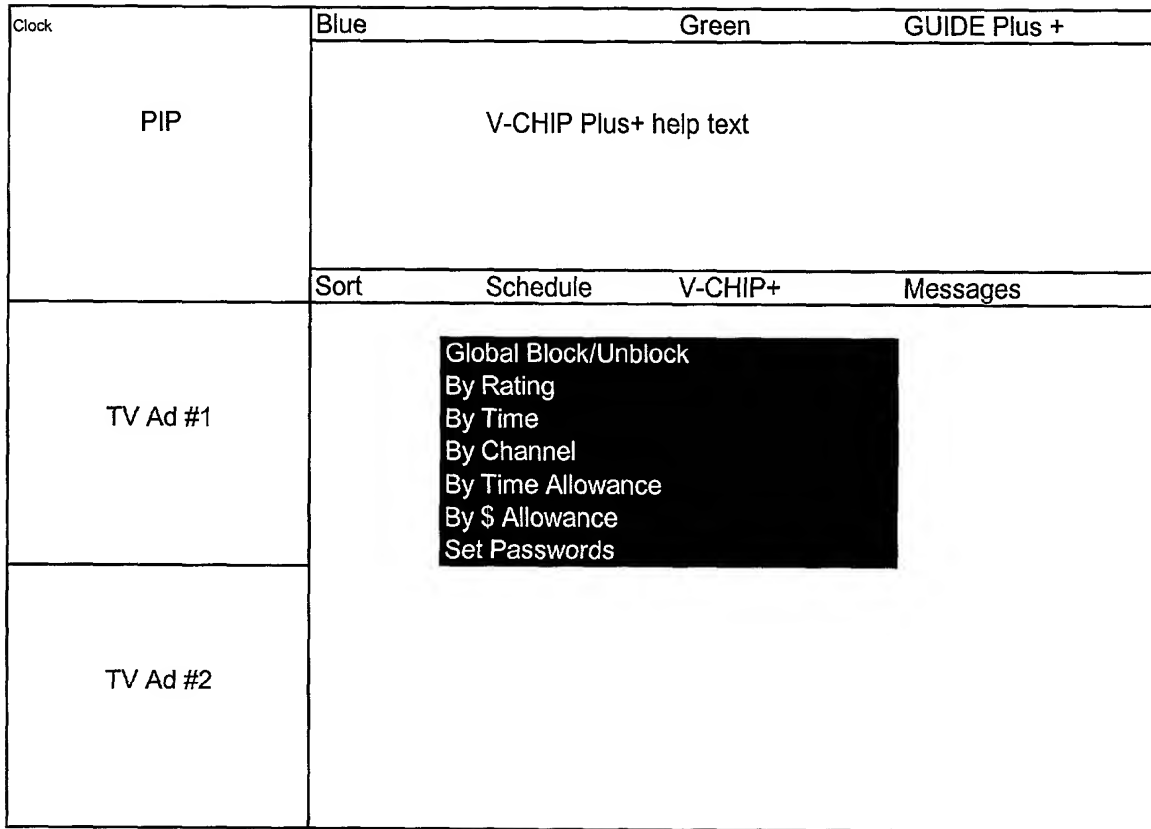 Clock
PIP
Blue Green GUIDE Plus +
V-CHIP Plus+ help text
Sort Schedule V-CHIP+ Messages
TV Ad #1
Global Block/Unblock
By Rating
By Time
By Channel
By Time Allowance
By $ Allowance
Set Passwords
TV Ad #2